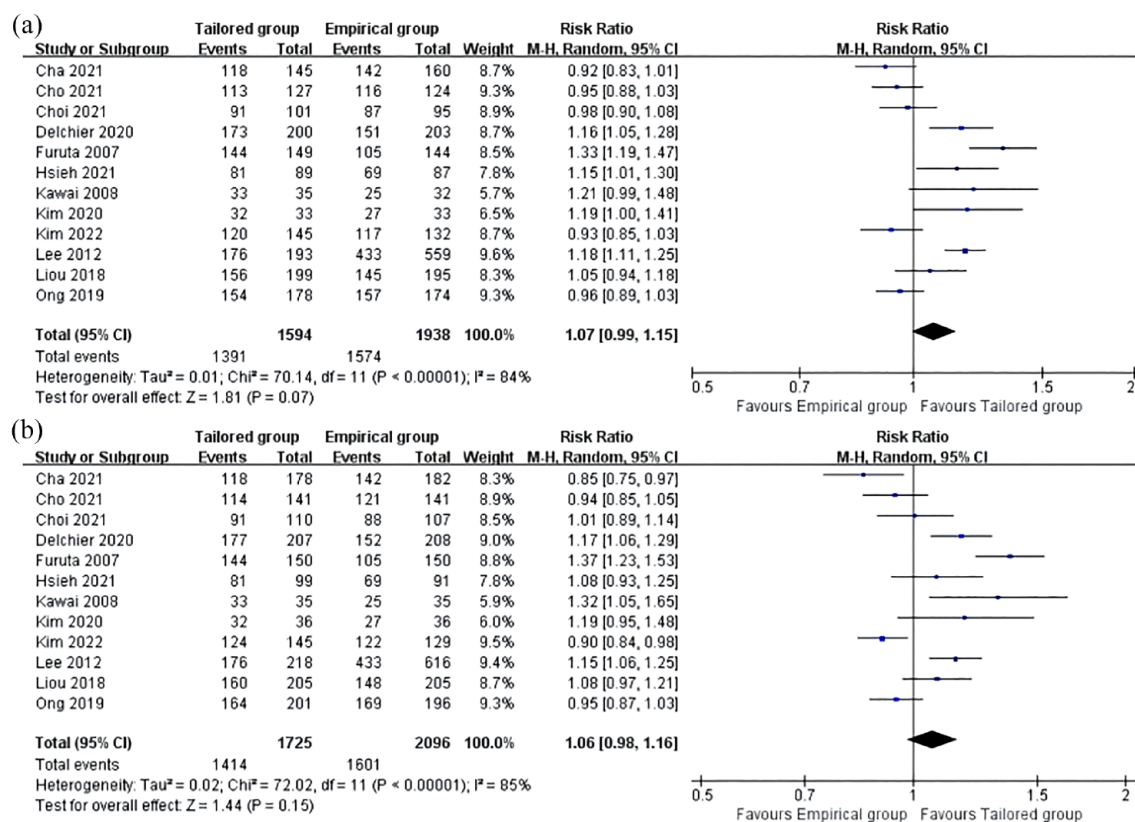 (a)
Tailored group Empirical group Risk Ratio Risk Ratio
Study or Subgroup Events Total Events Total Weight M-H, Random, 95% CI M-H, Random, 95% CI
Cha 2021 118 145 142 160 8.7% 0.92 [0.83, 1.01]
Cho 2021 113 127 116 124 9.3% 0.95 [0.88, 1.03]
Choi 2021 91 101 87 95 8.9% 0.98 [0.90, 1.08]
Delchier 2020 173 200 151 203 8.7% 1.16 [1.05, 1.28]
Furuta 2007 144 149 105 144 8.5% 1.33 [1.19, 1.47]
Hsieh 2021 81 89 69 87 7.8% 1.15 [1.01, 1.30]
Kawai 2008 33 35 25 32 5.7% 1.21 [0.99, 1.48]
Kim 2020 32 33 27 33 6.5% 1.19 [1.00, 1.41]
Kim 2022 120 145 117 132 8.9% 0.93 [0.85, 1.03]
Lee 2012 176 193 433 559 9.6% 1.18 [1.11, 1.25]
Liou 2018 156 199 145 195 8.3% 1.05 [0.94, 1.18]
Ong 2019 154 178 157 174 9.3% 0.96 [0.89, 1.03]
Total (95% CI) 1594 1938 100.0% 1.07 [0.99, 1.15]
Total events 1391 1574
Heterogeneity: Tau² = 0.01; Chi² = 70.14, df = 11 (P < 0.00001); I² = 84%
Test for overall effect: Z = 1.81 (P = 0.07)
0.5 0.7 1 1.5 2
Favours Empirical group Favours Tailored group
(b)
Tailored group Empirical group Risk Ratio Risk Ratio
Study or Subgroup Events Total Events Total Weight M-H, Random, 95% CI M-H, Random, 95% CI
Cha 2021 118 178 142 182 8.3% 0.85 [0.75, 0.97]
Cho 2021 114 141 121 141 8.9% 0.94 [0.85, 1.05]
Choi 2021 91 110 88 107 8.5% 1.01 [0.89, 1.14]
Delchier 2020 177 207 152 208 9.0% 1.17 [1.06, 1.29]
Furuta 2007 144 150 105 150 8.8% 1.37 [1.23, 1.53]
Hsieh 2021 81 99 69 91 7.8% 1.08 [0.93, 1.25]
Kawai 2008 33 35 25 35 5.9% 1.32 [1.05, 1.65]
Kim 2020 32 36 27 36 6.0% 1.19 [0.95, 1.48]
Kim 2022 124 145 122 129 9.5% 0.90 [0.84, 0.98]
Lee 2012 176 218 433 616 9.4% 1.15 [1.06, 1.25]
Liou 2018 160 205 148 205 8.7% 1.08 [0.97, 1.21]
Ong 2019 164 201 169 196 9.3% 0.95 [0.87, 1.03]
Total (95% CI) 1725 2096 100.0% 1.06 [0.98, 1.16]
Total events 1414 1601
Heterogeneity: Tau² = 0.02; Chi² = 72.02, df = 11 (P < 0.00001); I² = 85%
Test for overall effect: Z = 1.44 (P = 0.15)
0.5 0.7 1 1.5 2
Favours Empirical group Favours Tailored group